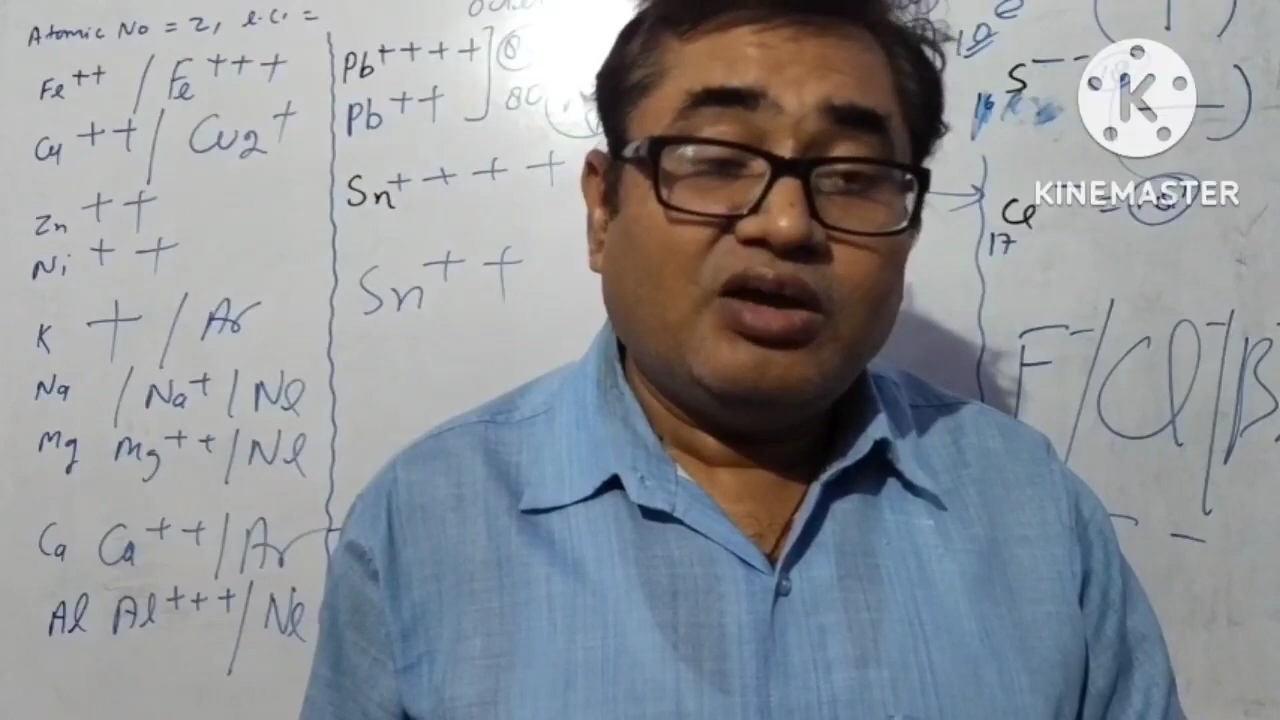 Atomic No = 2, e.c. =
Fe++ / Fe+++
Cu++ / Cu2+
Zn++
Ni++
K + / Ar
Na / Na+ / Ne
Mg Mg++ / Ne
Ca Ca++ / Ar
Al Al+++ / Ne
Pb++++
Pb++
Sn++++
Sn++
S--
Cl =
17
F- / Cl- / B
K
KINEMASTER